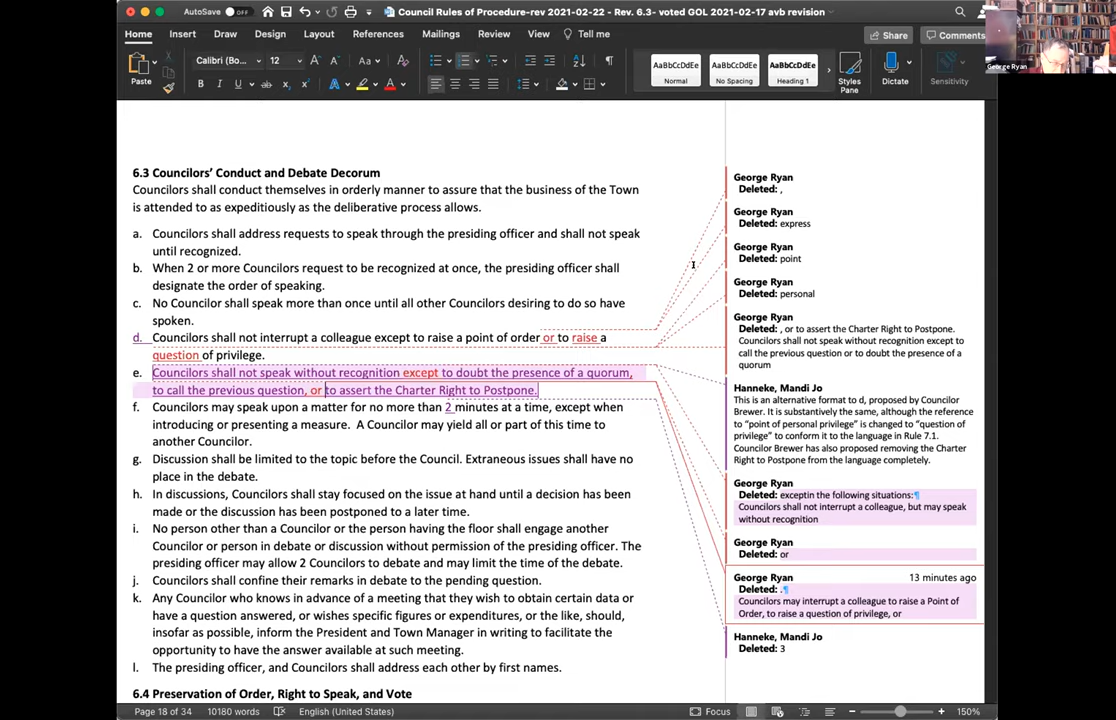 AutoSave OFF
Council Rules of Procedure-rev 2021-02-22 - Rev. 6.3- voted GOL 2021-02-17 avb revision
Home Insert Draw Design Layout References Mailings Review View Tell me
Share Comments
Paste
Calibri (Bo... 12
AaBbCcDdEe AaBbCcDdEe AaBbCcDdEe
Normal No Spacing Heading 1
Styles Pane
Dictate
Sensitivity
George Ryan
6.3 Councilors' Conduct and Debate Decorum
Councilors shall conduct themselves in orderly manner to assure that the business of the Town
is attended to as expeditiously as the deliberative process allows.
a. Councilors shall address requests to speak through the presiding officer and shall not speak
until recognized.
b. When 2 or more Councilors request to be recognized at once, the presiding officer shall
designate the order of speaking.
c. No Councilor shall speak more than once until all other Councilors desiring to do so have
spoken.
d. Councilors shall not interrupt a colleague except to raise a point of order or to raise a
question of privilege.
e. Councilors shall not speak without recognition except to doubt the presence of a quorum,
to call the previous question, or to assert the Charter Right to Postpone.
f. Councilors may speak upon a matter for no more than 2 minutes at a time, except when
introducing or presenting a measure. A Councilor may yield all or part of this time to
another Councilor.
g. Discussion shall be limited to the topic before the Council. Extraneous issues shall have no
place in the debate.
h. In discussions, Councilors shall stay focused on the issue at hand until a decision has been
made or the discussion has been postponed to a later time.
i. No person other than a Councilor or the person having the floor shall engage another
Councilor or person in debate or discussion without permission of the presiding officer. The
presiding officer may allow 2 Councilors to debate and may limit the time of the debate.
j. Councilors shall confine their remarks in debate to the pending question.
k. Any Councilor who knows in advance of a meeting that they wish to obtain certain data or
have a question answered, or wishes specific figures or expenditures, or the like, should,
insofar as possible, inform the President and Town Manager in writing to facilitate the
opportunity to have the answer available at such meeting.
l. The presiding officer, and Councilors shall address each other by first names.
6.4 Preservation of Order, Right to Speak, and Vote
George Ryan
Deleted: ,
George Ryan
Deleted: express
George Ryan
Deleted: point
George Ryan
Deleted: personal
George Ryan
Deleted: , or to assert the Charter Right to Postpone.
Councilors shall not speak without recognition except to
call the previous question or to doubt the presence of a
quorum
Hanneke, Mandi Jo
This is an alternative format to d, proposed by Councilor
Brewer. It is substantively the same, although the reference
to "point of personal privilege" is changed to "question of
privilege" to conform it to the language in Rule 7.1.
Councilor Brewer has also proposed removing the Charter
Right to Postpone from the language completely.
George Ryan
Deleted: exceptin the following situations:¶
Councilors shall not interrupt a colleague, but may speak
without recognition
George Ryan
Deleted: or
George Ryan 13 minutes ago
Deleted: .¶
Councilors may interrupt a colleague to raise a Point of
Order, to raise a question of privilege, or
Hanneke, Mandi Jo
Deleted: 3
Page 18 of 34 10180 words English (United States) Focus 150%